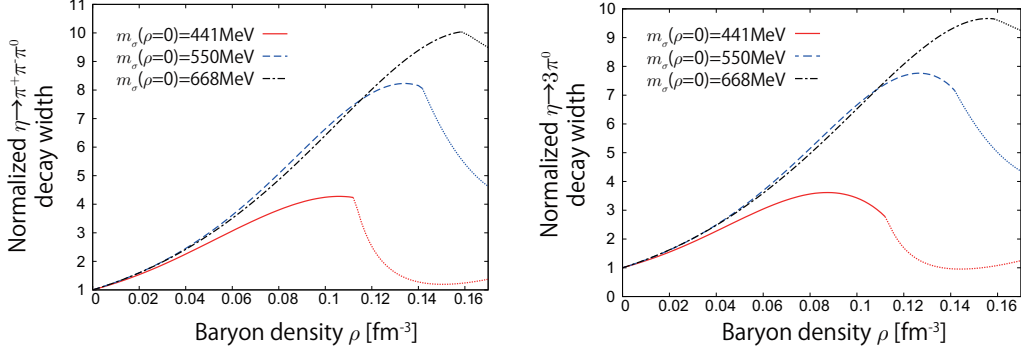 Normalized η→π⁺π⁻π⁰
decay width
11
10
9
8
7
6
5
4
3
2
1
m_σ(ρ=0)=441MeV
m_σ(ρ=0)=550MeV
m_σ(ρ=0)=668MeV
0 0.02 0.04 0.06 0.08 0.1 0.12 0.14 0.16
Baryon density ρ [fm⁻³]
Normalized η→3π⁰
decay width
10
9
8
7
6
5
4
3
2
1
0
m_σ(ρ=0)=441MeV
m_σ(ρ=0)=550MeV
m_σ(ρ=0)=668MeV
0 0.02 0.04 0.06 0.08 0.1 0.12 0.14 0.16
Baryon density ρ [fm⁻³]